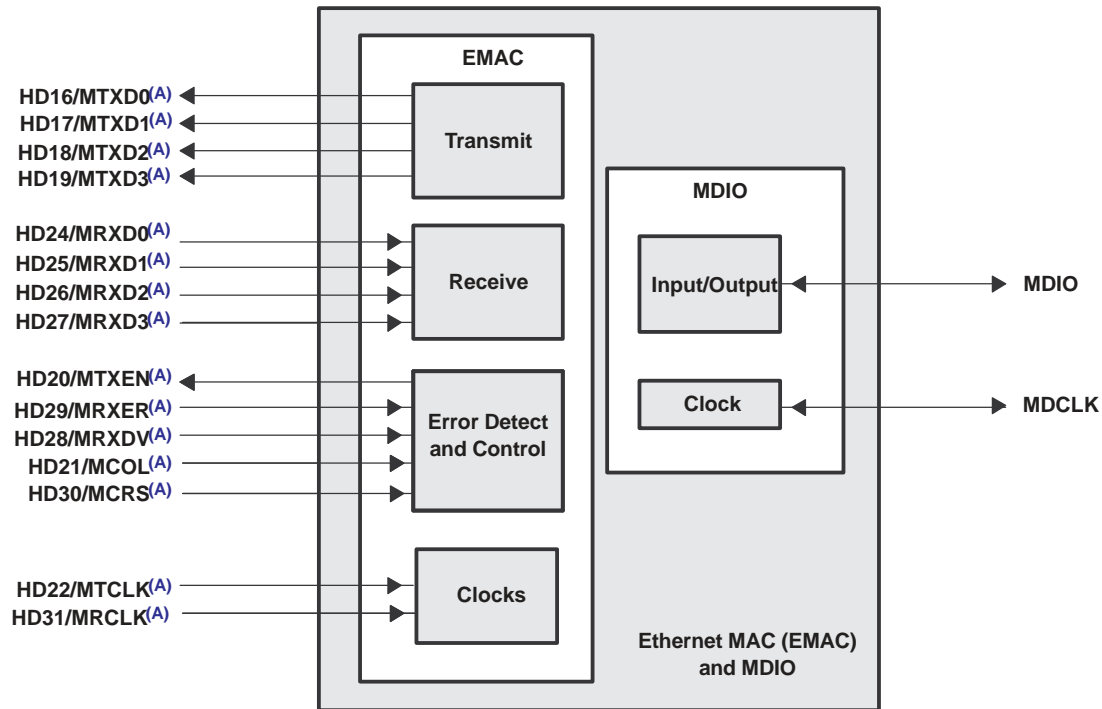 EMAC
HD16/MTXD0(A)
HD17/MTXD1(A)
HD18/MTXD2(A)
HD19/MTXD3(A)
Transmit
HD24/MRXD0(A)
HD25/MRXD1(A)
HD26/MRXD2(A)
HD27/MRXD3(A)
Receive
HD20/MTXEN(A)
HD29/MRXER(A)
HD28/MRXDV(A)
HD21/MCOL(A)
HD30/MCRS(A)
Error Detect
and Control
HD22/MTCLK(A)
HD31/MRCLK(A)
Clocks
MDIO
Input/Output
MDIO
Clock
MDCLK
Ethernet MAC (EMAC)
and MDIO